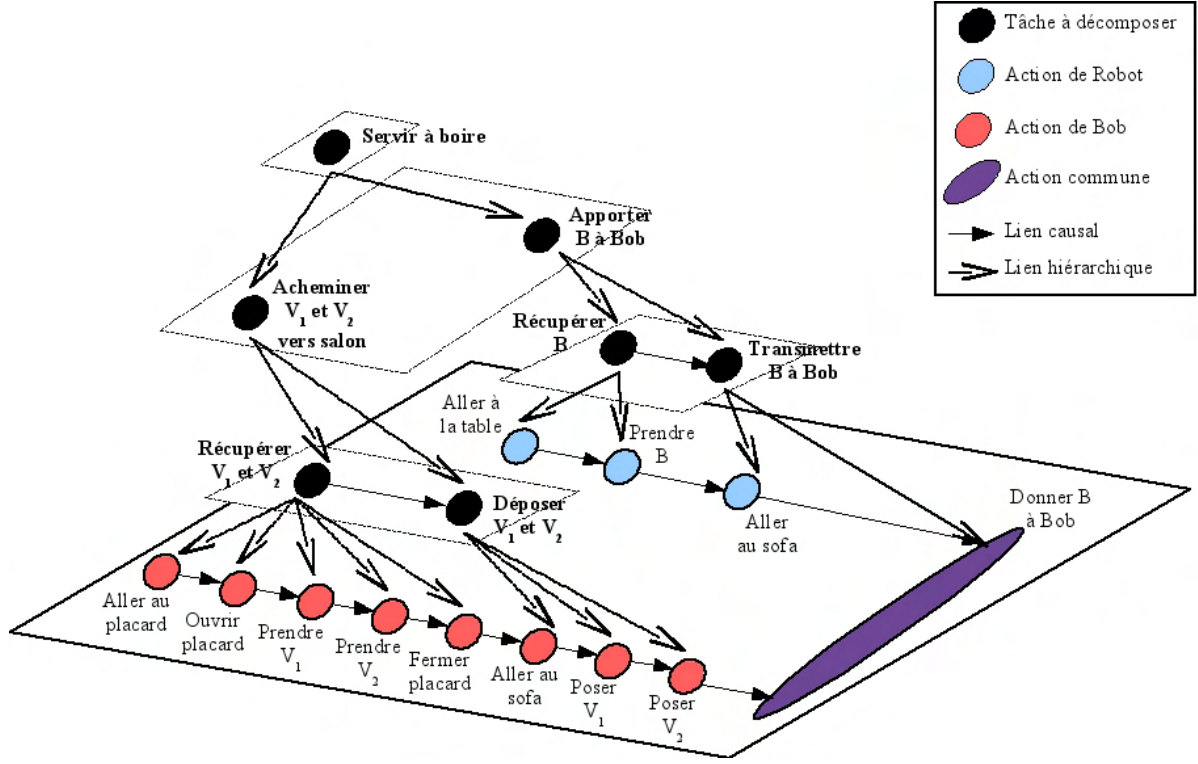 Tâche à décomposer
Action de Robot
Action de Bob
Action commune
Lien causal
Lien hiérarchique
Servir à boire
Apporter
B à Bob
Acheminer
V₁ et V₂
vers salon
Récupérer
B
Transmettre
B à Bob
Aller à
la table
Prendre
B
Aller
au sofa
Donner B
à Bob
Récupérer
V₁ et V₂
Déposer
V₁ et V₂
Aller au
placard
Ouvrir
placard
Prendre
V₁
Prendre
V₂
Fermer
placard
Aller au
sofa
Poser
V₁
Poser
V₂